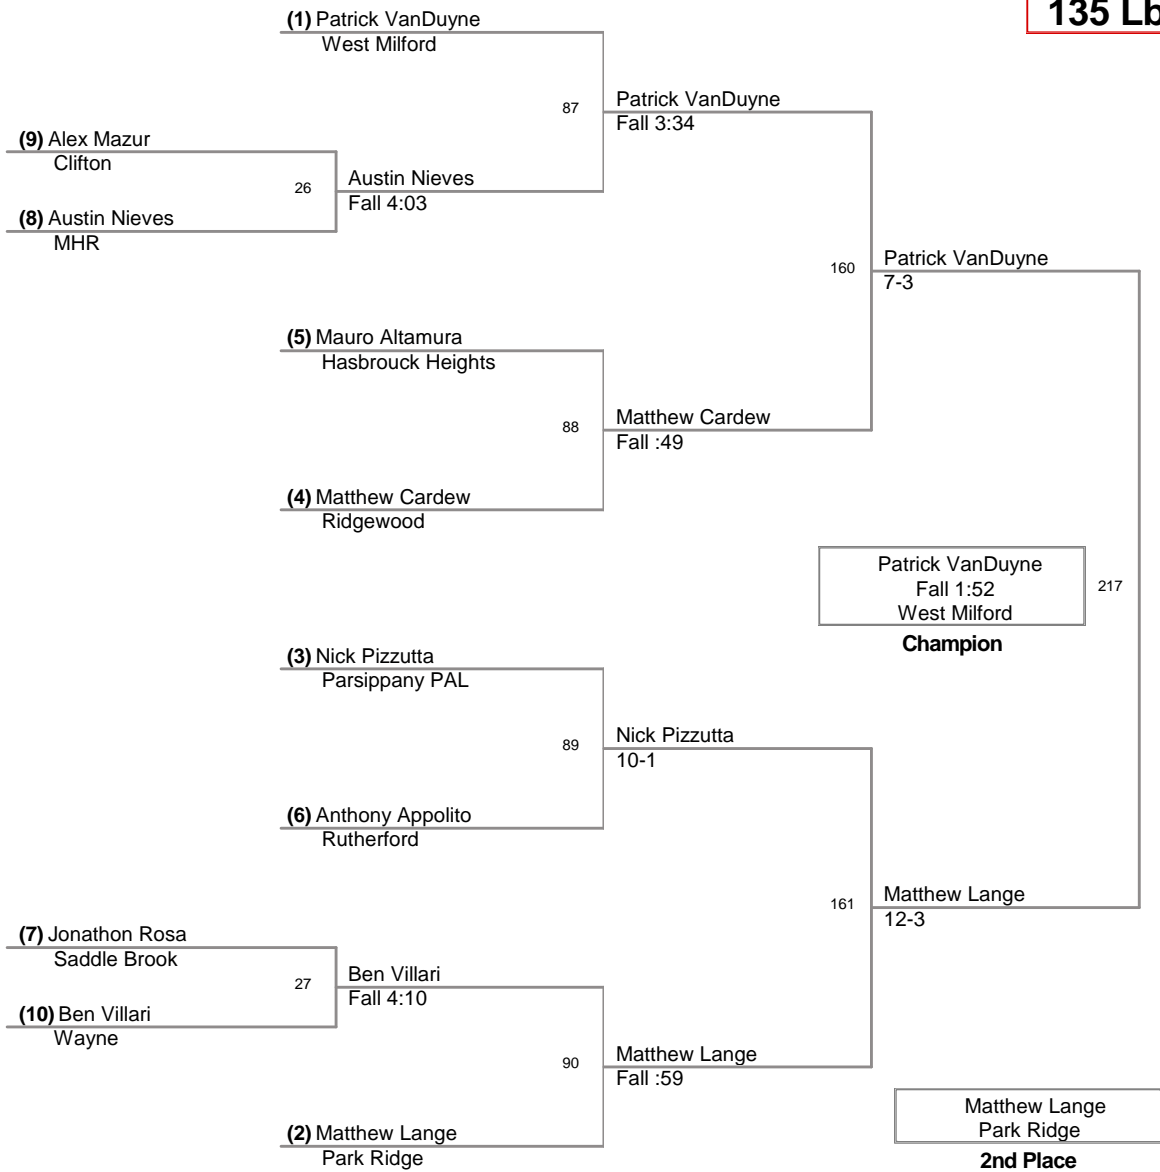 135 Lb
(1) Patrick VanDuyne
West Milford
87
Patrick VanDuyne
Fall 3:34
(9) Alex Mazur
Clifton
26
Austin Nieves
Fall 4:03
(8) Austin Nieves
MHR
160
Patrick VanDuyne
7-3
(5) Mauro Altamura
Hasbrouck Heights
88
Matthew Cardew
Fall :49
(4) Matthew Cardew
Ridgewood
Patrick VanDuyne
Fall 1:52
West Milford
217
Champion
(3) Nick Pizzutta
Parsippany PAL
89
Nick Pizzutta
10-1
(6) Anthony Appolito
Rutherford
161
Matthew Lange
12-3
(7) Jonathon Rosa
Saddle Brook
27
Ben Villari
Fall 4:10
(10) Ben Villari
Wayne
90
Matthew Lange
Fall :59
(2) Matthew Lange
Park Ridge
Matthew Lange
Park Ridge
2nd Place